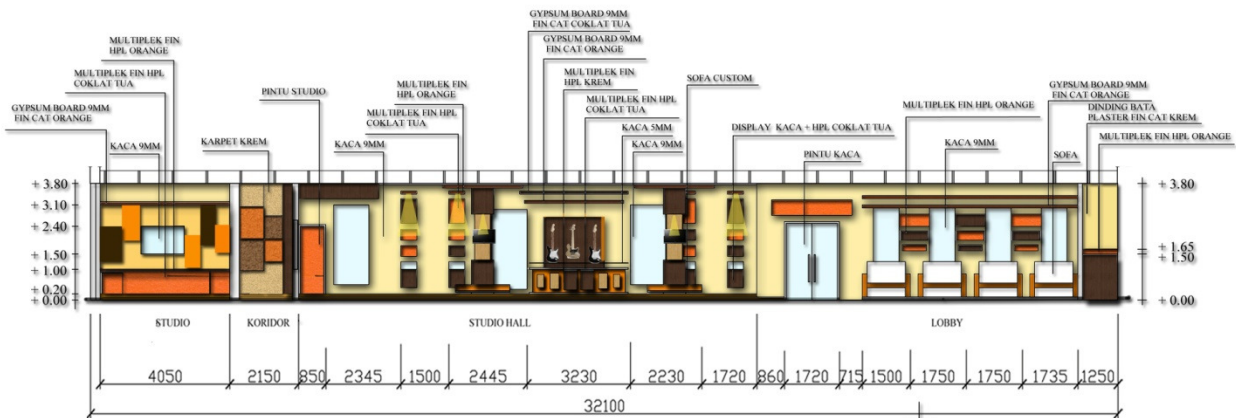 GYPSUM BOARD 9MM
FIN CAT COKLAT TUA
GYPSUM BOARD 9MM
FIN CAT ORANGE
MULTIPLEK FIN
HPL ORANGE
MULTIPLEK FIN HPL
COKLAT TUA
GYPSUM BOARD 9MM
FIN CAT ORANGE
KACA 9MM
PINTU STUDIO
KARPET KREM
MULTIPLEK FIN
HPL ORANGE
MULTIPLEK FIN HPL
COKLAT TUA
KACA 9MM
MULTIPLEK FIN
HPL KREM
MULTIPLEK FIN HPL
COKLAT TUA
KACA 5MM
KACA 9MM
SOFA CUSTOM
DISPLAY KACA + HPL COKLAT TUA
PINTU KACA
MULTIPLEK FIN HPL ORANGE
KACA 9MM
SOFA
GYPSUM BOARD 9MM
FIN CAT ORANGE
DINDING BATA
PLASTER FIN CAT KREM
MULTIPLEK FIN HPL ORANGE
+ 3.80
+ 3.10
+ 2.40
+ 1.50
+ 1.00
+ 0.20
+ 0.00
+ 3.80
+ 1.65
+ 1.50
+ 0.00
STUDIO
KORIDOR
STUDIO HALL
LOBBY
4050 2150 850 2345 1500 2445 3230 2230 1720 860 1720 715 1500 1750 1750 1735 1250
32100